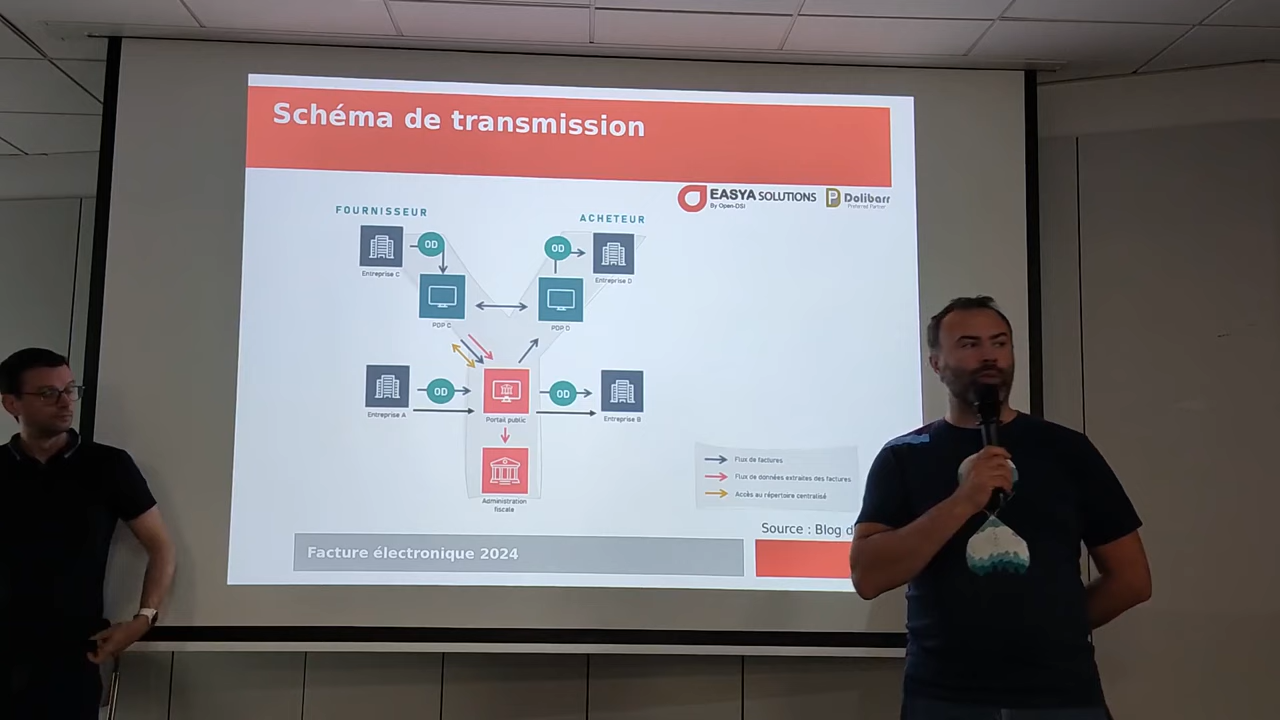 Schéma de transmission
EASYA SOLUTIONS
By Open-DSI
Dolibarr
Preferred Partner
FOURNISSEUR
ACHETEUR
OD
OD
Entreprise C
Entreprise D
PDP C
PDP D
OD
OD
Entreprise A
Portail public
Entreprise B
Administration
fiscale
Flux de factures
Flux de données extraites des factures
Accès au répertoire centralisé
Source : Blog d
Facture électronique 2024